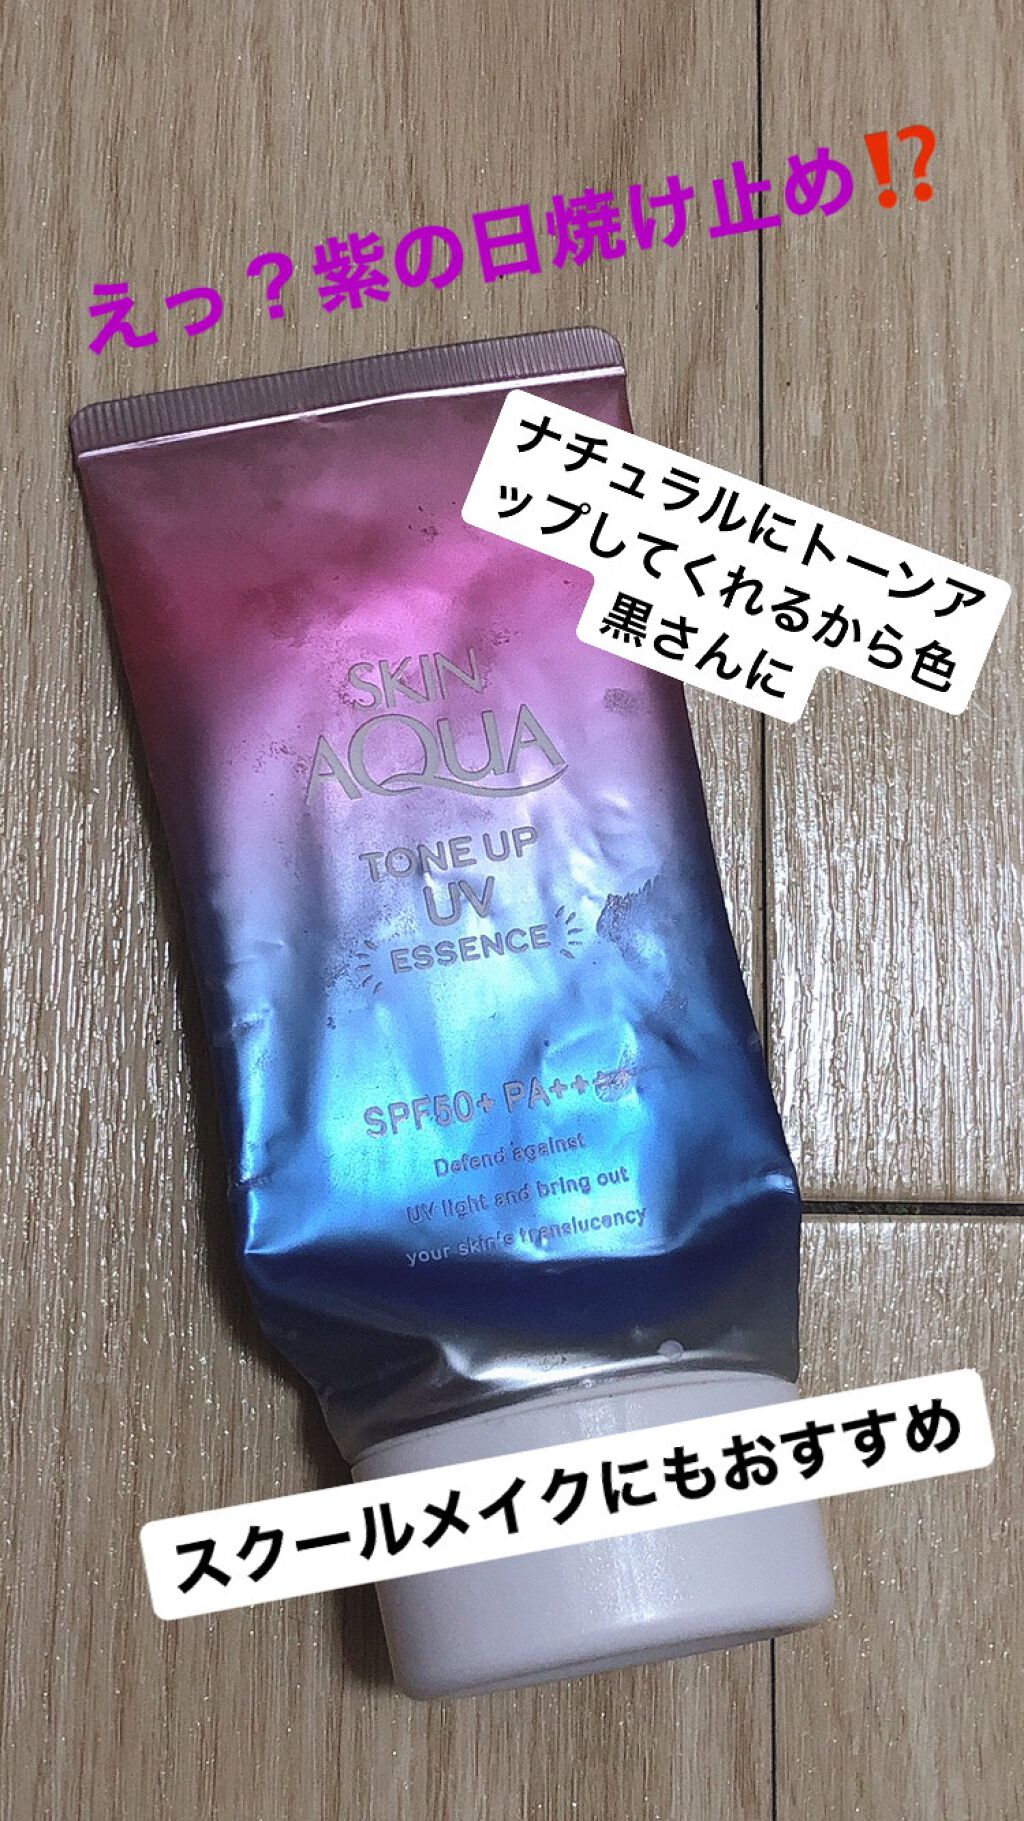 えっ？紫の日焼け止め⁉
ナチュラルにトーンア
ップしてくれるから色
黒さんに
SKIN
AQUA
TONE UP
UV
ESSENCE
SPF50+ PA++++
Defend against
UV light and bring out
your skin's translucency
スクールメイクにもおすすめ